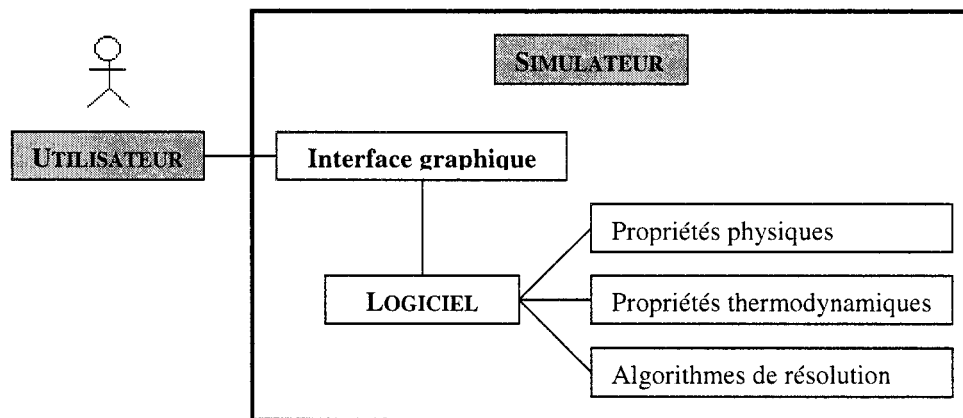 SIMULATEUR
UTILISATEUR
Interface graphique
Propriétés physiques
LOGICIEL
Propriétés thermodynamiques
Algorithmes de résolution